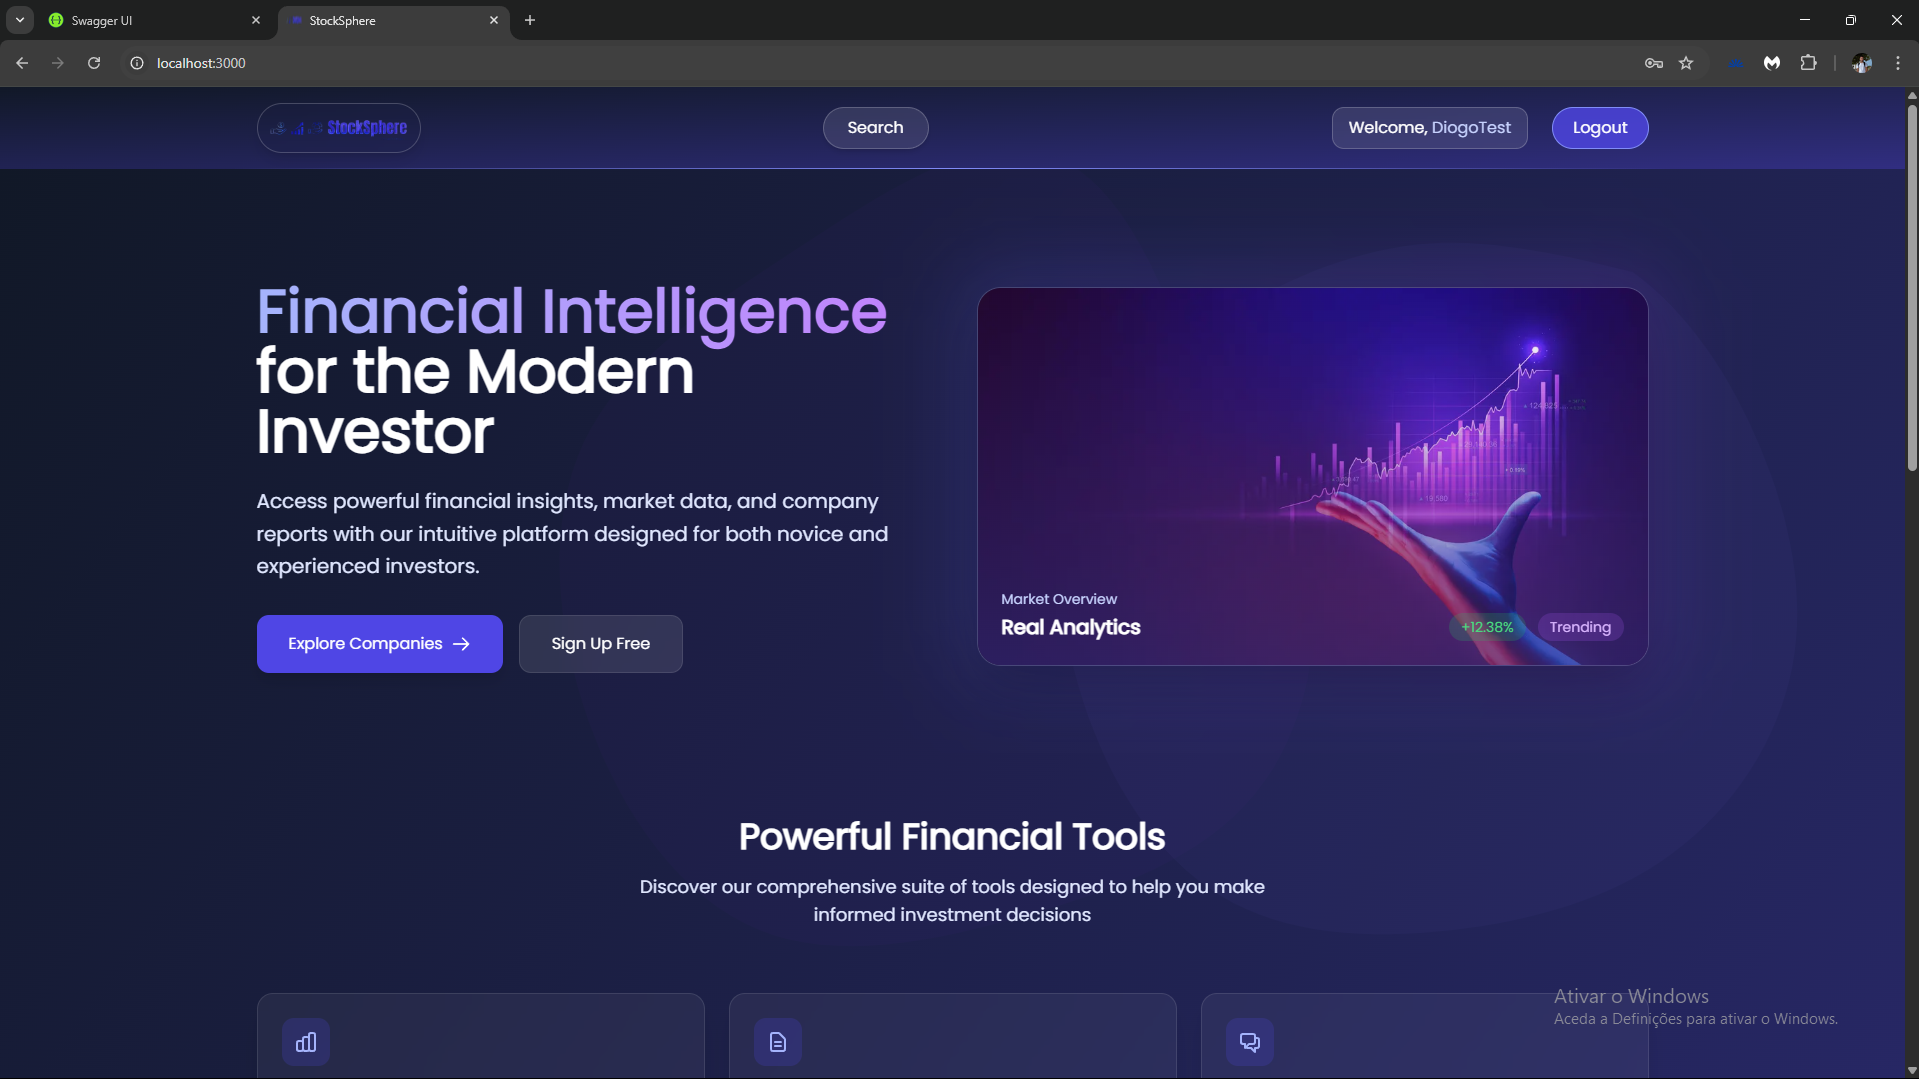 Swagger UI
StockSphere
localhost:3000
StockSphere
Search
Welcome, DiogoTest
Logout
Financial Intelligence
for the Modern
Investor
Access powerful financial insights, market data, and company
reports with our intuitive platform designed for both novice and
experienced investors.
Explore Companies
Sign Up Free
Market Overview
Real Analytics
+12.38%
Trending
Powerful Financial Tools
Discover our comprehensive suite of tools designed to help you make
informed investment decisions
Ativar o Windows
Aceda a Definições para ativar o Windows.